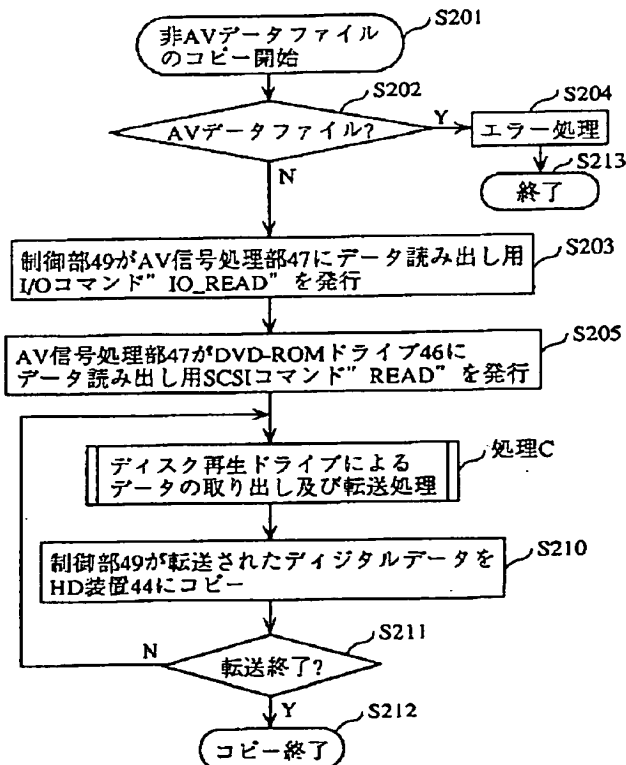 S201
非AVデータファイル
のコピー開始
S202
AVデータファイル?
Y
S204
エラー処理
S213
終了
N
S203
制御部49がAV信号処理部47にデータ読み出し用
I/Oコマンド”IO_READ”を発行
S205
AV信号処理部47がDVD-ROMドライブ46に
データ読み出し用SCSIコマンド”READ”を発行
処理C
ディスク再生ドライブによる
データの取り出し及び転送処理
S210
制御部49が転送されたディジタルデータを
HD装置44にコピー
S211
N
転送終了?
Y
S212
コピー終了